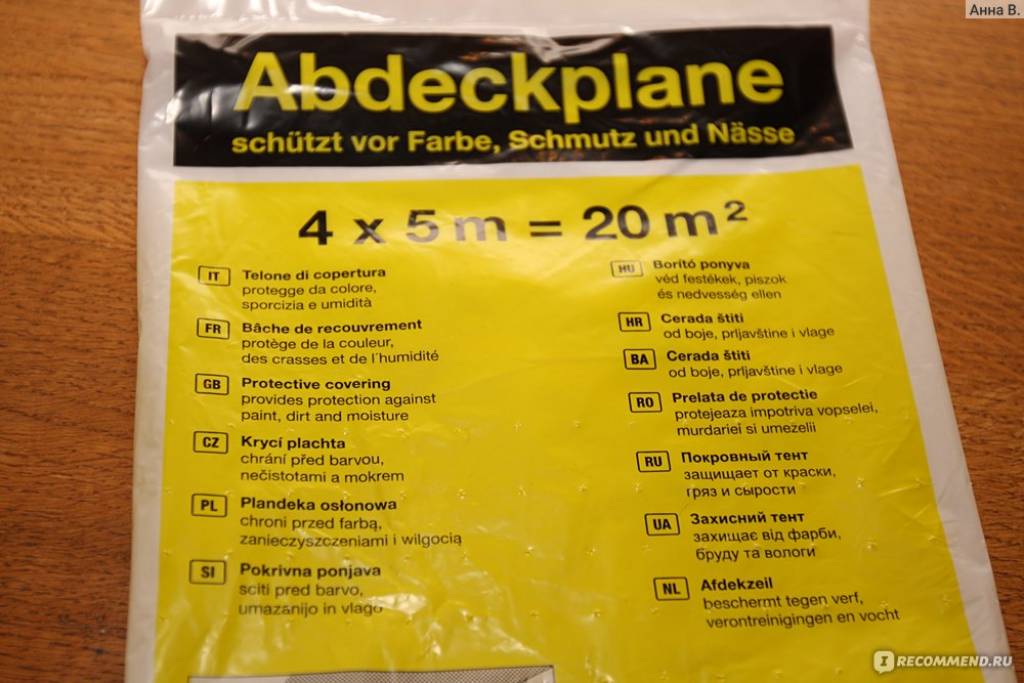 Анна В.
Abdeckplane
schützt vor Farbe, Schmutz und Nässe
4 x 5 m = 20 m²
IT Telone di copertura
protegge da colore,
sporcizia e umidità
FR Bâche de recouvrement
protège de la couleur,
des crasses et de l´humidité
GB Protective covering
provides protection against
paint, dirt and moisture
CZ Krycí plachta
chrání před barvou,
nečistotami a mokrem
PL Plandeka osłonowa
chroni przed farbą,
zanieczyszczeniami i wilgocią
SI Pokrivna ponjava
sciti pred barvo,
umazanijo in vlago
HU Borító ponyva
véd festékek, piszok
és nedvesség ellen
HR Cerada štiti
od boje, prljavštine i vlage
BA Cerada štiti
od boje, prljavštine i vlage
RO Prelata de protectie
protejeaza impotriva vopselei,
murdariei si umezelii
RU Покровный тент
защищает от краски,
гряз и сырости
UA Захисний тент
захищає від фарби,
бруду та вологи
NL Afdekzeil
beschermt tegen verf,
verontreinigingen en vocht
IRECOMMEND.RU